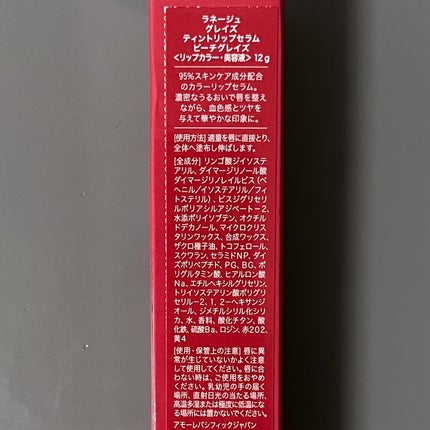 ラネージュ
グレイズ
ティントリップセラム
ピーチグレイズ
<リップカラー・美容液> 12g
95%スキンケア成分配合
のカラーリップセラム。
濃密なうるおいで唇を整え
ながら、血色感とツヤを
与えて華やかな印象に。
[使用方法] 適量を唇に直接とり、
全体へ塗布し伸ばします。
[全成分] リンゴ酸ジイソステ
アリル、ダイマージリノール酸
ダイマージリノレイルビス(ベ
ヘニル/イソステアリル/フィ
トステリル)、ビスジグリセリ
ルポリアシルアジペート-2、
水添ポリイソブテン、オクチル
ドデカノール、マイクロクリス
タリンワックス、合成ワックス、
ザクロ種子油、トコフェロール、
スクワラン、セラミドNP、ダイ
ズポリペプチド、PG、BG、ポ
リグルタミン酸、ヒアルロン酸
Na、エチルヘキシルグリセリン、
トリイソステアリン酸ポリグリ
セリル-2、1，2-ヘキサンジ
オール、ジメチルシリル化シリ
カ、水、香料、酸化チタン、酸
化鉄、硫酸Ba、ロジン、赤202、
黄4
[使用・保管上の注意] 唇に異
常が生じていないかよく注意
して使用してください。唇に合
わない時は、ご使用をおやめ
ください。乳幼児の手の届く
場所、直射日光の当たる場所、
高温多湿または極度に低温にな
る場所には置かないでください。
アモーレパシフィックジャパン